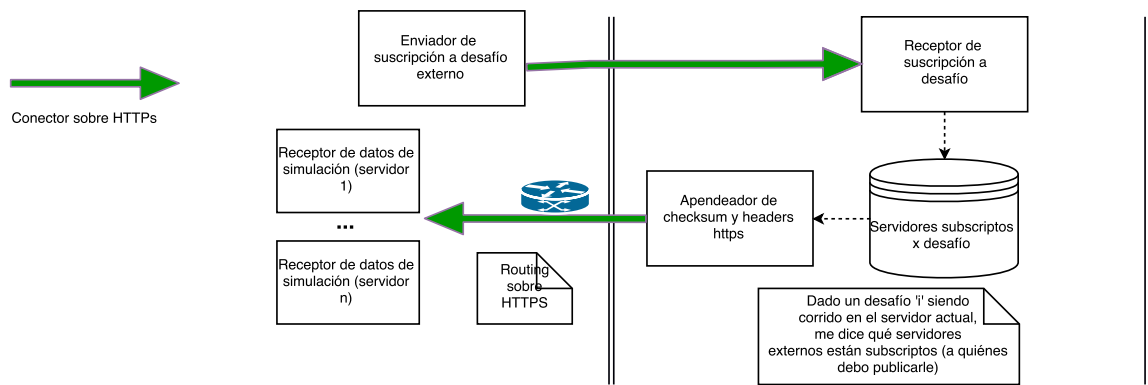 Enviador de
suscripción a desafío
externo
Receptor de
suscripción a
desafío
Conector sobre HTTPs
Receptor de datos de
simulación (servidor
1)
...
Receptor de datos de
simulación (servidor
n)
Routing
sobre
HTTPS
Apendeador de
checksum y headers
https
Servidores subscriptos
x desafío
Dado un desafío 'i' siendo
corrido en el servidor actual,
me dice qué servidores
externos están subscriptos (a quiénes
debo publicarle)